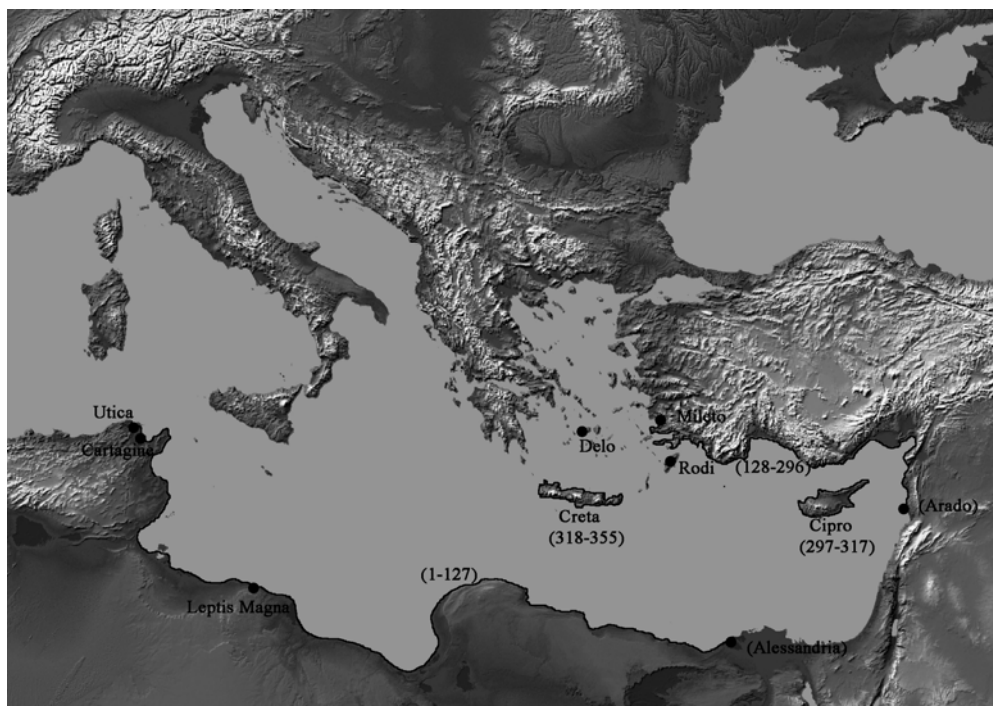 Utica
Cartagine
Mileto
Delo
Rodi
(128-296)
Creta
(318-355)
Cipro
(297-317)
(Arado)
(1-127)
Leptis Magna
(Alessandria)